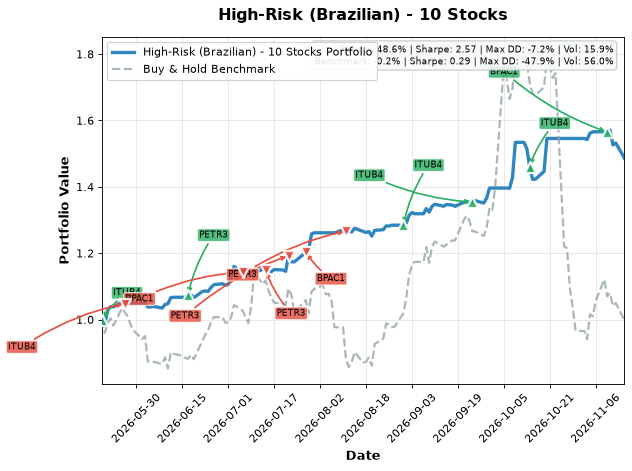 High-Risk (Brazilian) - 10 Stocks
High-Risk (Brazilian) - 10 Stocks Portfolio
Buy & Hold Benchmark
48.6% | Sharpe: 2.57 | Max DD: -7.2% | Vol: 15.9%
0.2% | Sharpe: 0.29 | Max DD: -47.9% | Vol: 56.0%
BPAC1
ITUB4
ITUB4
ITUB4
PETR3
PETR3
ITUB4
BPAC1
BPAC1
PETR3
PETR3
ITUB4
Portfolio Value
1.8
1.6
1.4
1.2
1.0
2026-05-30
2026-06-15
2026-07-01
2026-07-17
2026-08-02
2026-08-18
2026-09-03
2026-09-19
2026-10-05
2026-10-21
2026-11-06
Date